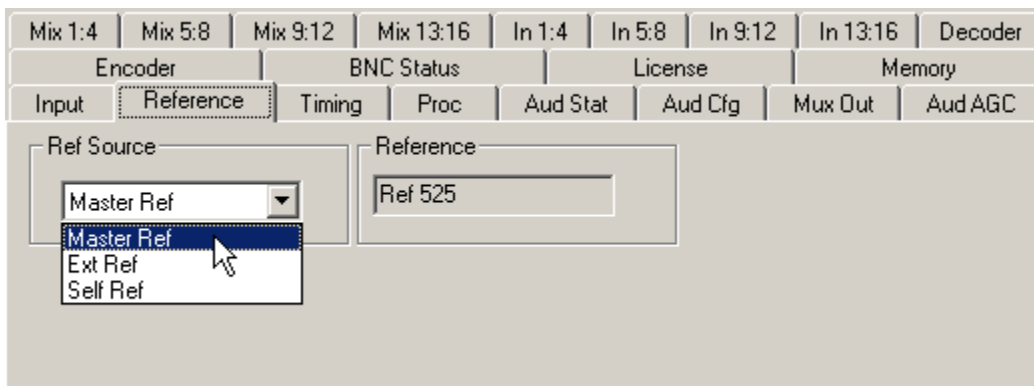 Mix 1:4 Mix 5:8 Mix 9:12 Mix 13:16 In 1:4 In 5:8 In 9:12 In 13:16 Decoder
Encoder BNC Status License Memory
Input Reference Timing Proc Aud Stat Aud Cfg Mux Out Aud AGC
Ref Source Reference
Master Ref Ref 525
Master Ref
Ext Ref
Self Ref